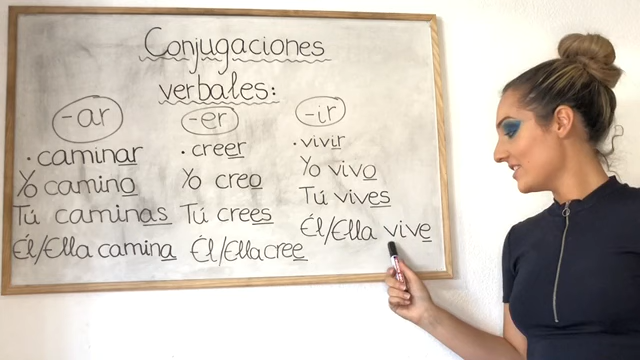 Conjugaciones
verbales:
-ar
· caminar
Yo camino
Tú caminas
Él/Ella camina
-er
· creer
Yo creo
Tú crees
Él/Ella cree
-ir
· vivir
Yo vivo
Tú vives
Él/Ella vive